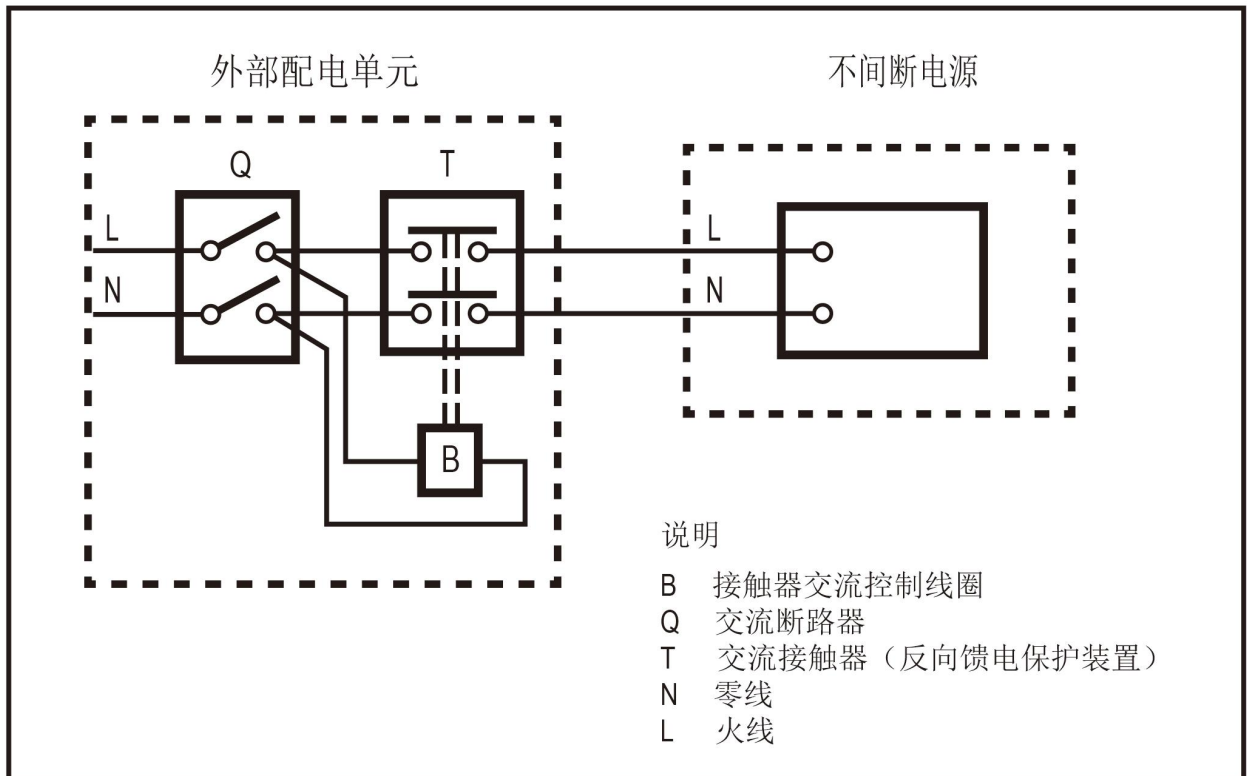 外部配电单元
不间断电源
Q
T
L
L
N
N
B
说明
B 接触器交流控制线圈
Q 交流断路器
T 交流接触器（反向馈电保护装置）
N 零线
L 火线